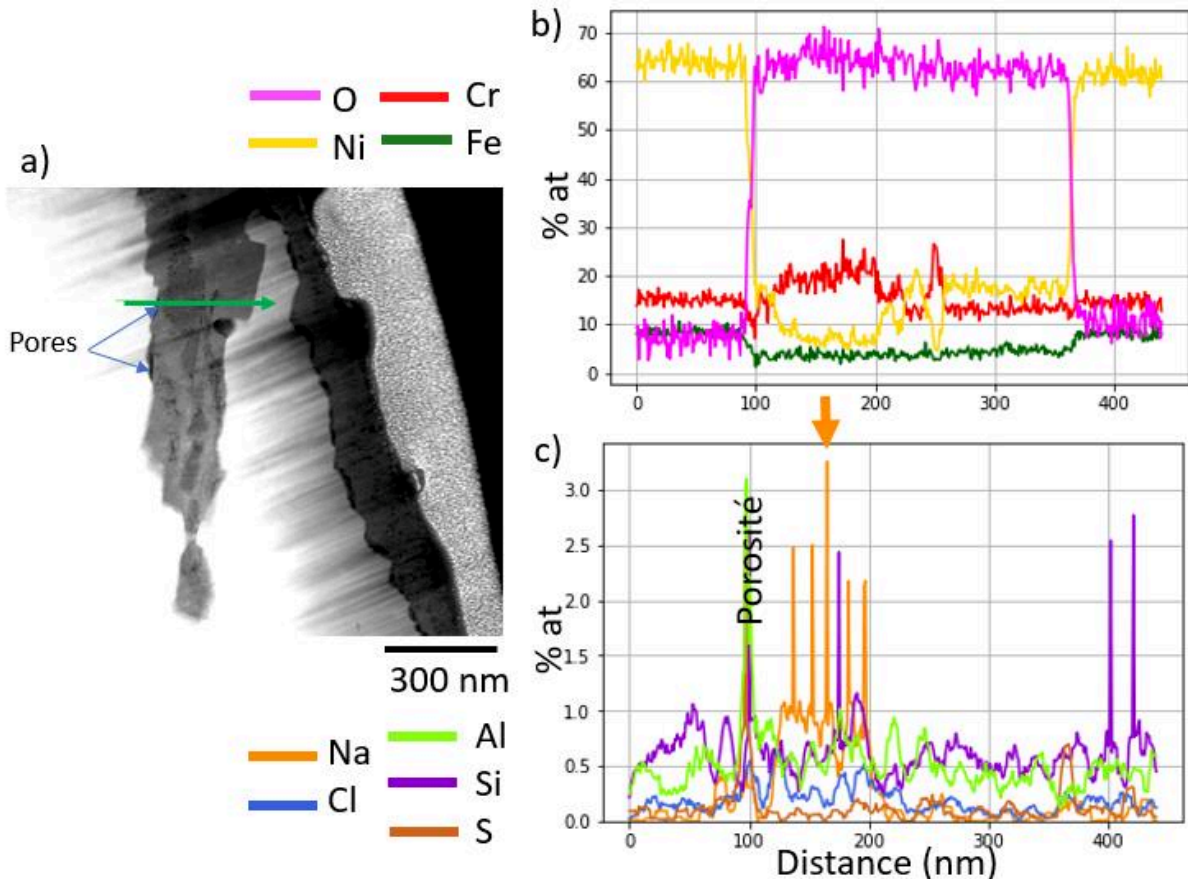 O
Cr
Ni
Fe
a)
Pores
300 nm
Na
Cl
Al
Si
S
b)
% at
70
60
50
40
30
20
10
0
0 100 200 300 400
c)
% at
3.0
2.5
2.0
1.5
1.0
0.5
0.0
Porosité
0 100 200 300 400
Distance (nm)